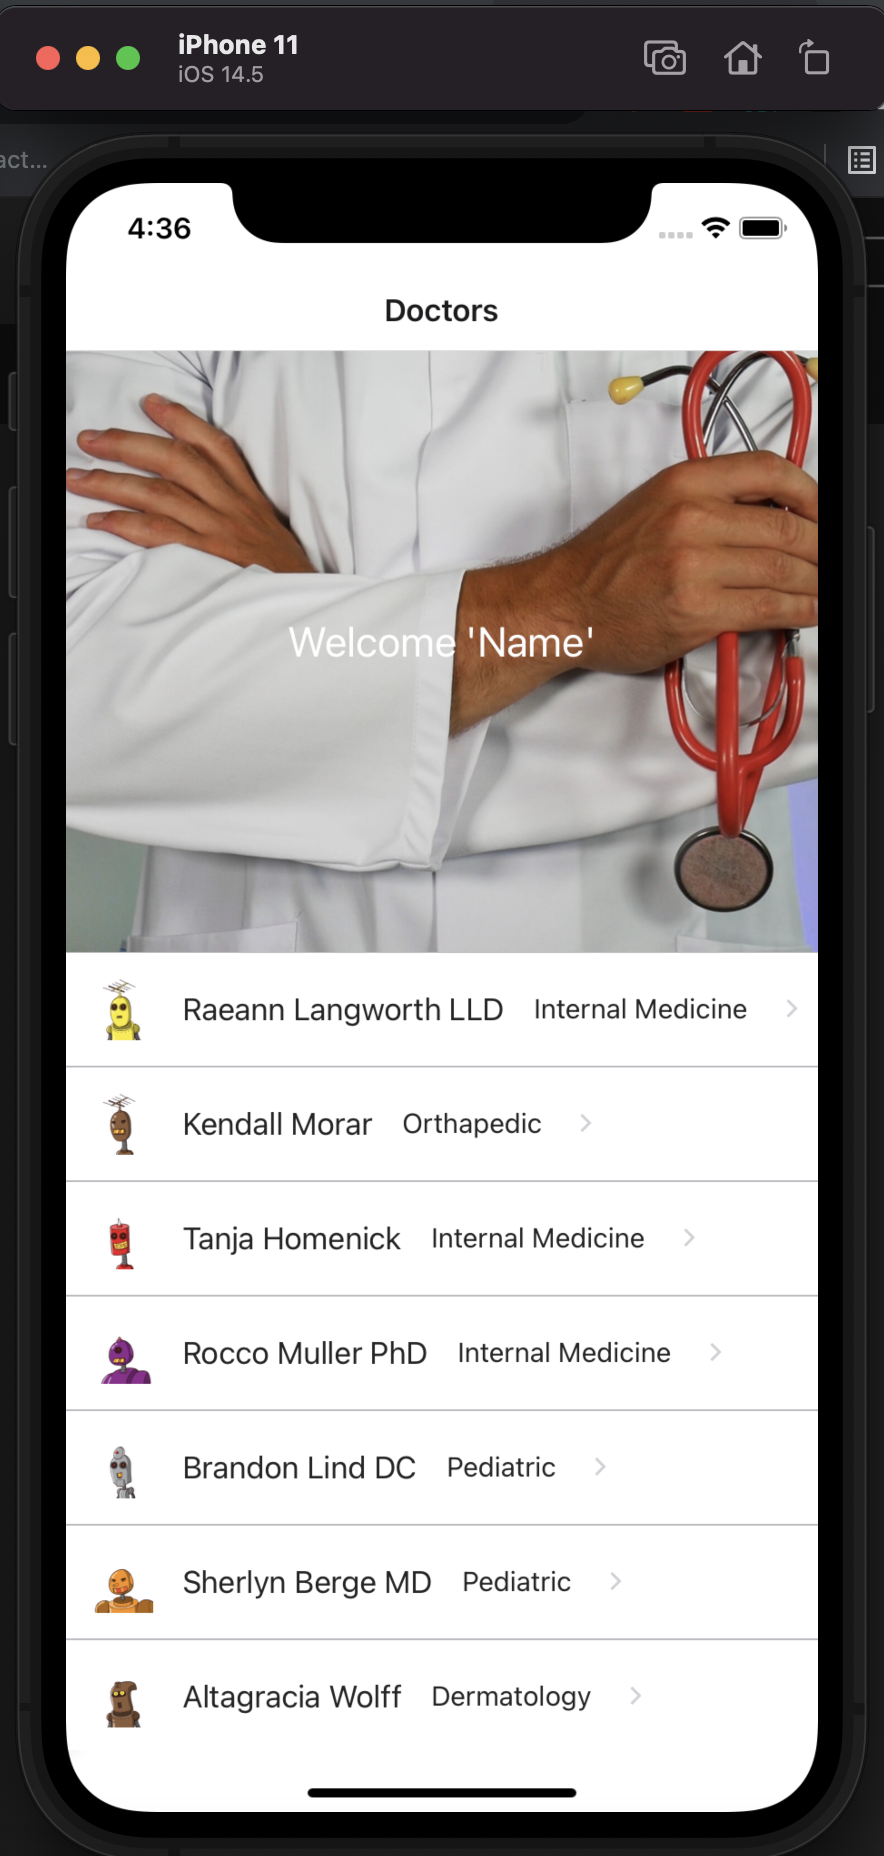 iPhone 11
iOS 14.5
act...
4:36
Doctors
Welcome 'Name'
Raeann Langworth LLD Internal Medicine
Kendall Morar Orthapedic
Tanja Homenick Internal Medicine
Rocco Muller PhD Internal Medicine
Brandon Lind DC Pediatric
Sherlyn Berge MD Pediatric
Altagracia Wolff Dermatology